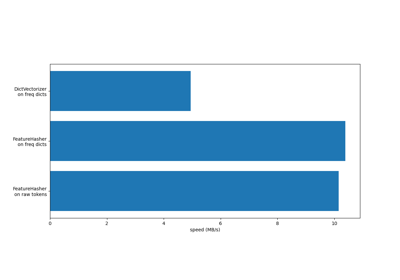 DictVectorizer
on freq dicts
FeatureHasher
on freq dicts
FeatureHasher
on raw tokens
0 2 4 6 8 10
speed (MB/s)